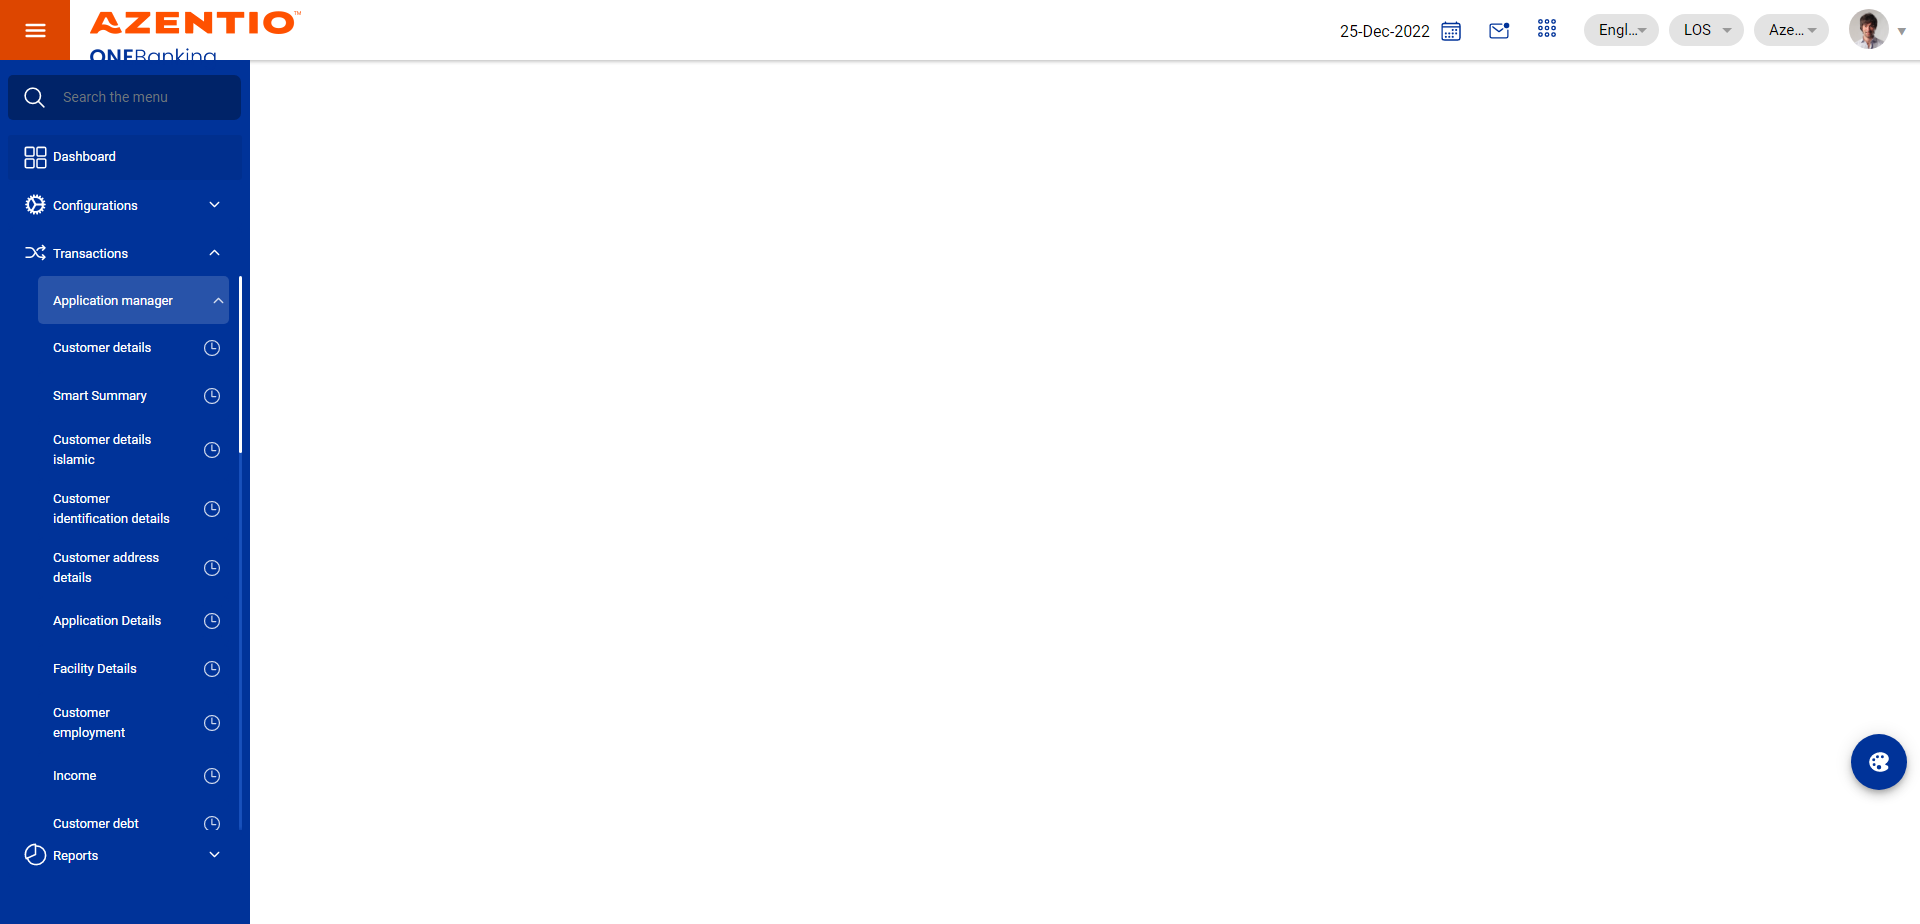 AZENTIO™
ONEBanking
25-Dec-2022
Engl...
LOS
Aze...
Search the menu
Dashboard
Configurations
Transactions
Application manager
Customer details
Smart Summary
Customer details
islamic
Customer
identification details
Customer address
details
Application Details
Facility Details
Customer
employment
Income
Customer debt
Reports